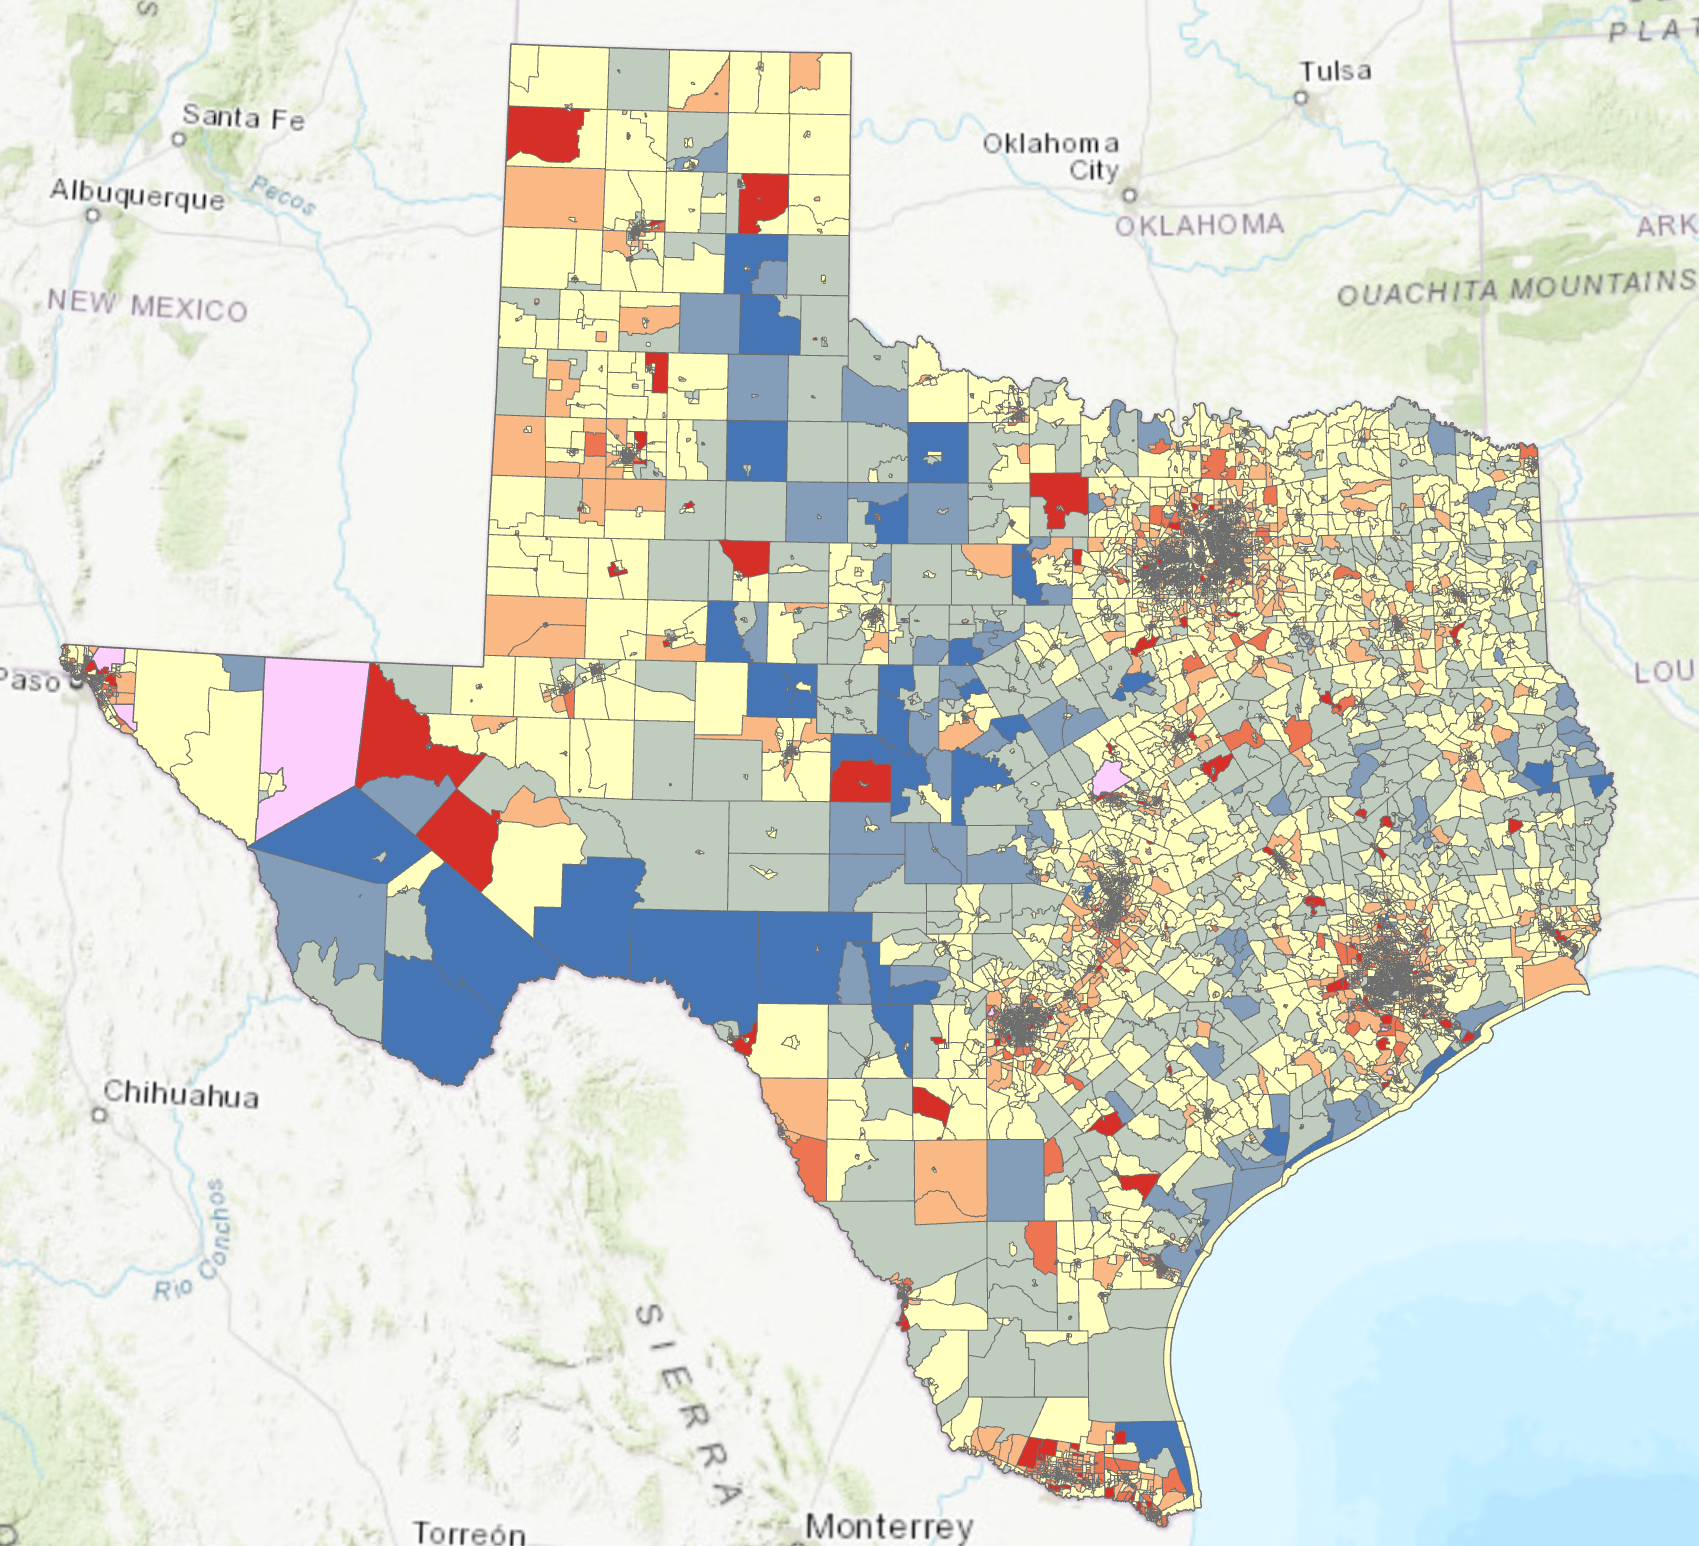 PLA
Tulsa
Santa Fe
Oklahoma
City
Albuquerque
Pecos
OKLAHOMA
ARK
NEW MEXICO
OUACHITA MOUNTAINS
Paso
LOU
Chihuahua
Rio Conchos
SIERRA
Torreón
Monterrey